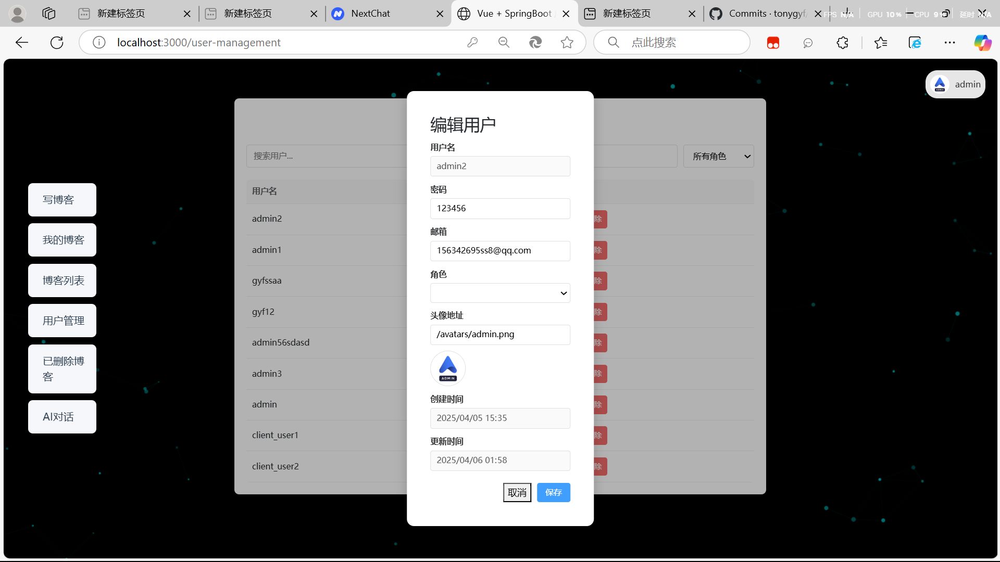 新建标签页
新建标签页
NextChat
Vue + SpringBoot
新建标签页
Commits · tonygyf/
FPS N/A
GPU 10%
CPU 9
延时 N/A
localhost:3000/user-management
点此搜索
admin
写博客
我的博客
博客列表
用户管理
已删除博
客
AI对话
搜索用户...
所有角色
用户名
admin2
除
admin1
除
gyfssaa
除
gyf12
除
admin56sdasd
除
admin3
除
admin
除
client_user1
除
client_user2
除
编辑用户
用户名
admin2
密码
123456
邮箱
156342695ss8@qq.com
角色
头像地址
/avatars/admin.png
ADMIN
创建时间
2025/04/05 15:35
更新时间
2025/04/06 01:58
取消
保存